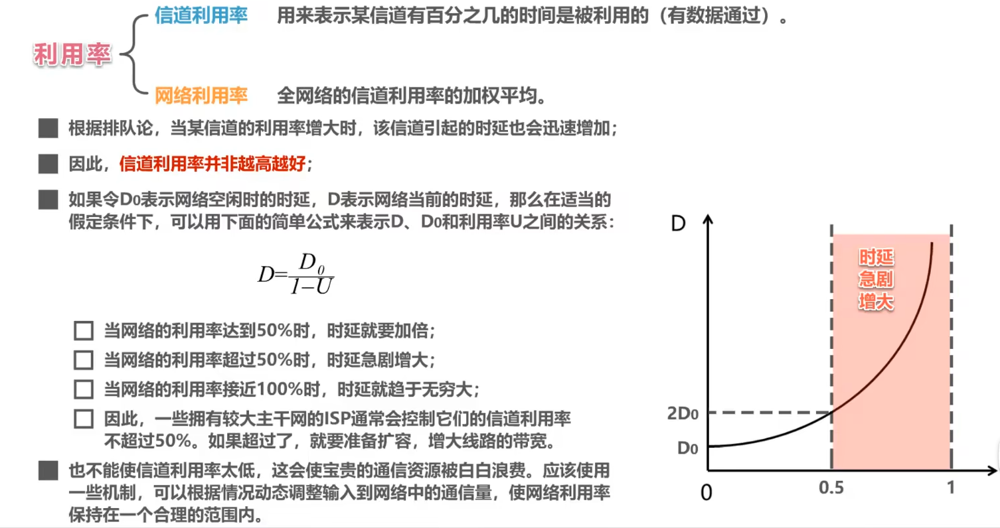 利用率
信道利用率 用来表示某信道有百分之几的时间是被利用的（有数据通过）。
网络利用率 全网络的信道利用率的加权平均。
根据排队论，当某信道的利用率增大时，该信道引起的时延也会迅速增加；
因此，信道利用率并非越高越好；
如果令D0表示网络空闲时的时延，D表示网络当前的时延，那么在适当的
假定条件下，可以用下面的简单公式来表示D、D0和利用率U之间的关系：
D=D0/1−U
当网络的利用率达到50%时，时延就要加倍；
当网络的利用率超过50%时，时延急剧增大；
当网络的利用率接近100%时，时延就趋于无穷大；
因此，一些拥有较大主干网的ISP通常会控制它们的信道利用率
不超过50%。如果超过了，就要准备扩容，增大线路的带宽。
也不能使信道利用率太低，这会使宝贵的通信资源被白白浪费。应该使用
一些机制，可以根据情况动态调整输入到网络中的通信量，使网络利用率
保持在一个合理的范围内。
D
时延
急剧
增大
2D0
D0
0
0.5
1